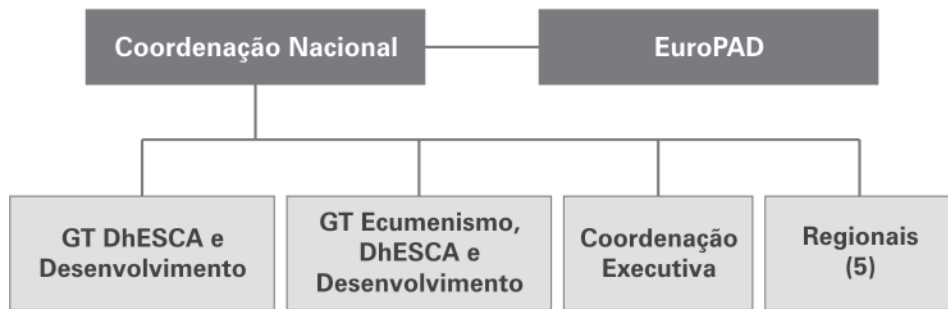 Coordenação Nacional
EuroPAD
GT DhESCA e
Desenvolvimento
GT Ecumenismo,
DhESCA e
Desenvolvimento
Coordenação
Executiva
Regionais
(5)